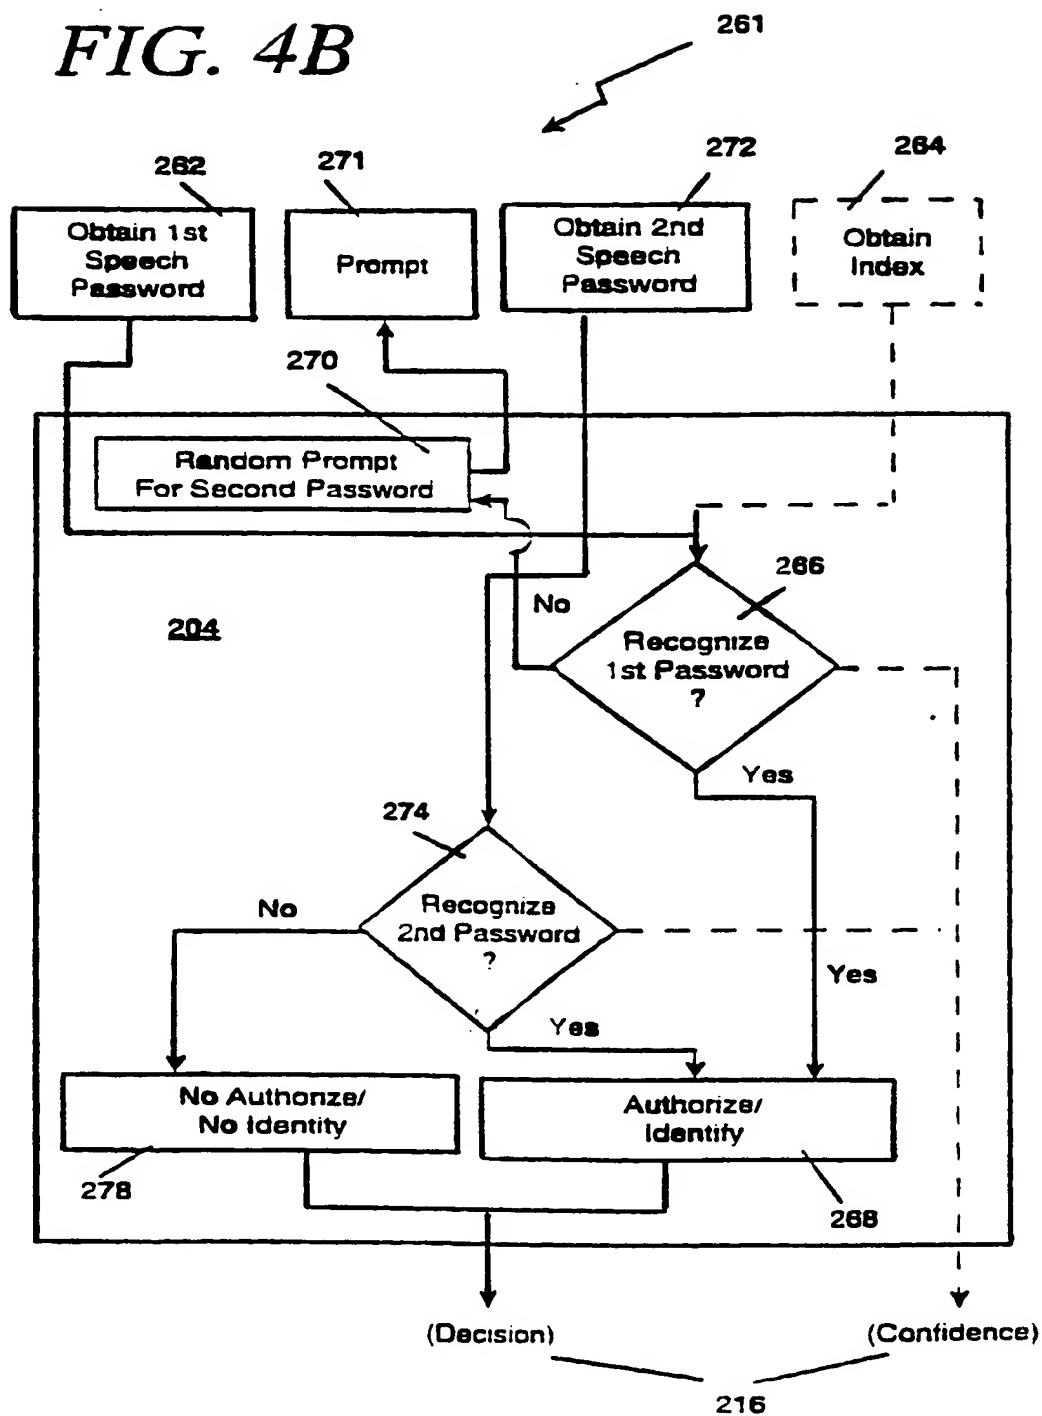 FIG. 4B
261
262
271
272
264
Obtain 1st
Speech
Password
Prompt
Obtain 2nd
Speech
Password
Obtain
Index
270
Random Prompt
For Second Password
266
No
204
Recognize
1st Password
?
Yes
274
No
Recognize
2nd Password
?
Yes
Yes
No Authorize/
No Identity
Authorize/
Identify
278
268
(Decision)
(Confidence)
216